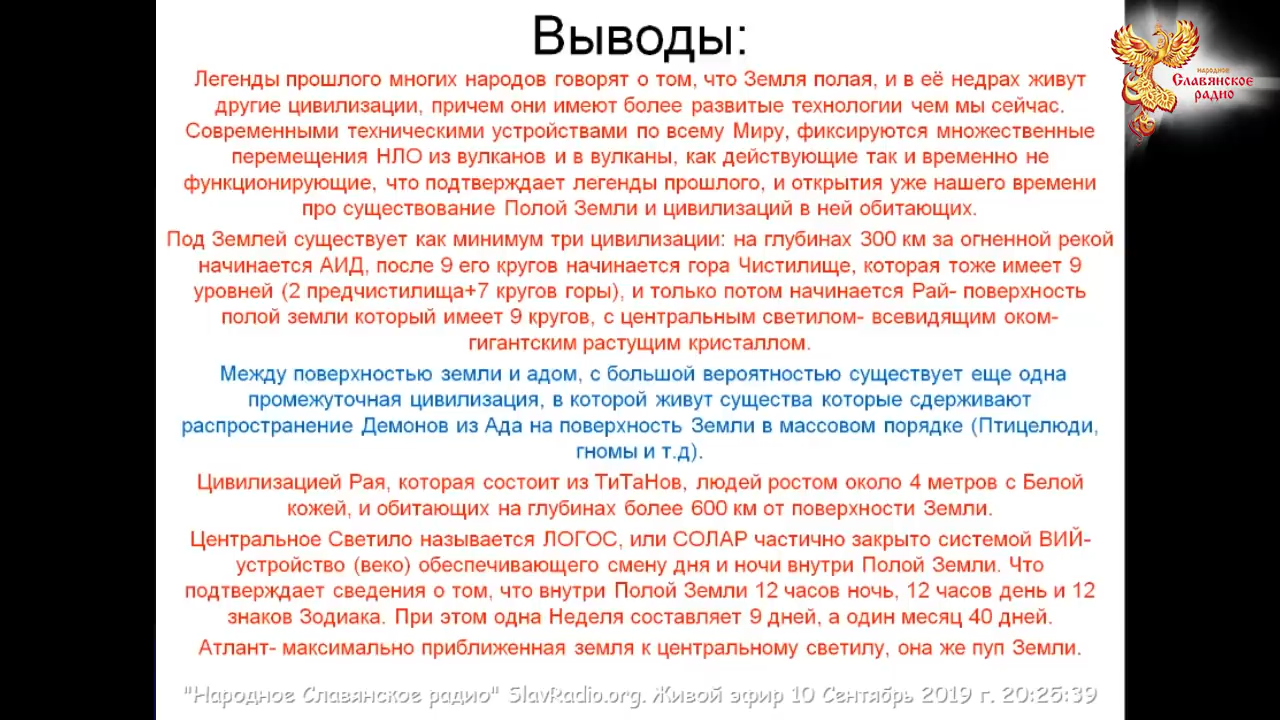 Выводы:
Легенды прошлого многих народов говорят о том, что Земля полая, и в её недрах живут
другие цивилизации, причем они имеют более развитые технологии чем мы сейчас.
Современными техническими устройствами по всему Миру, фиксируются множественные
перемещения НЛО из вулканов и в вулканы, как действующие так и временно не
функционирующие, что подтверждает легенды прошлого, и открытия уже нашего времени
про существование Полой Земли и цивилизаций в ней обитающих.
Под Землей существует как минимум три цивилизации: на глубинах 300 км за огненной рекой
начинается АИД, после 9 его кругов начинается гора Чистилище, которая тоже имеет 9
уровней (2 предчистилища+7 кругов горы), и только потом начинается Рай- поверхность
полой земли который имеет 9 кругов, с центральным светилом- всевидящим оком-
гигантским растущим кристаллом.
Между поверхностью земли и адом, с большой вероятностью существует еще одна
промежуточная цивилизация, в которой живут существа которые сдерживают
распространение Демонов из Ада на поверхность Земли в массовом порядке (Птицелюди,
гномы и т.д).
Цивилизацией Рая, которая состоит из ТиТаНов, людей ростом около 4 метров с Белой
кожей, и обитающих на глубинах более 600 км от поверхности Земли.
Центральное Светило называется ЛОГОС, или СОЛАР частично закрыто системой ВИЙ-
устройство (веко) обеспечивающего смену дня и ночи внутри Полой Земли. Что
подтверждает сведения о том, что внутри Полой Земли 12 часов ночь, 12 часов день и 12
знаков Зодиака. При этом одна Неделя составляет 9 дней, а один месяц 40 дней.
Атлант- максимально приближенная земля к центральному светилу, она же пуп Земли.
народное
Славянское
радио
"Народное Славянское радио" SlavRadio.org. Живой эфир 10 Сентябрь 2019 г. 20:25:39